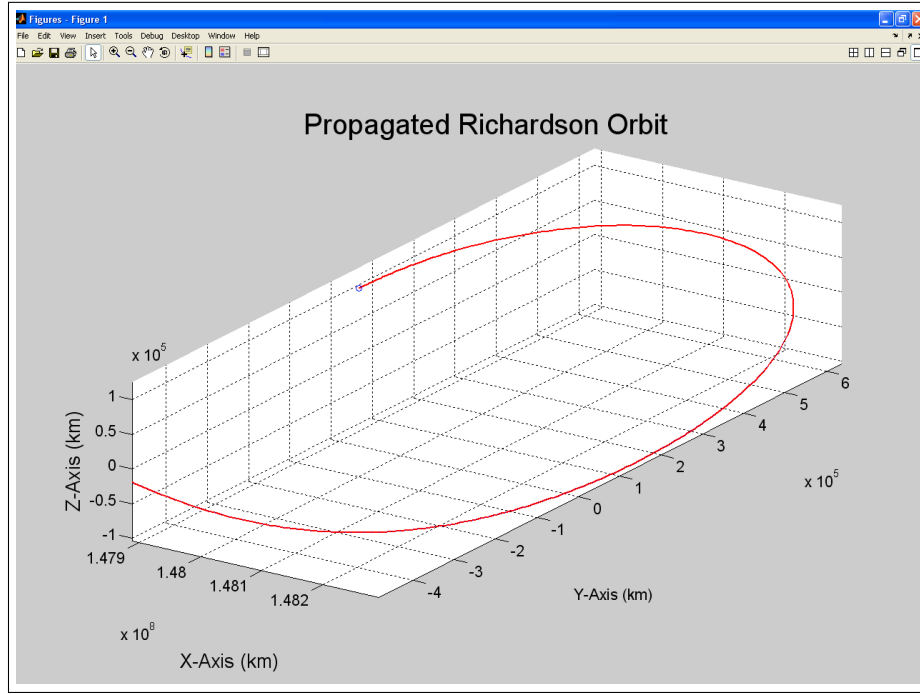 Figures - Figure 1
File Edit View Insert Tools Debug Desktop Window Help
Propagated Richardson Orbit
x 10^5
1
0.5
0
-0.5
-1
Z-Axis (km)
1.479
1.48
1.481
1.482
x 10^8
X-Axis (km)
-4
-3
-2
-1
0
1
2
3
4
5
6
x 10^5
Y-Axis (km)